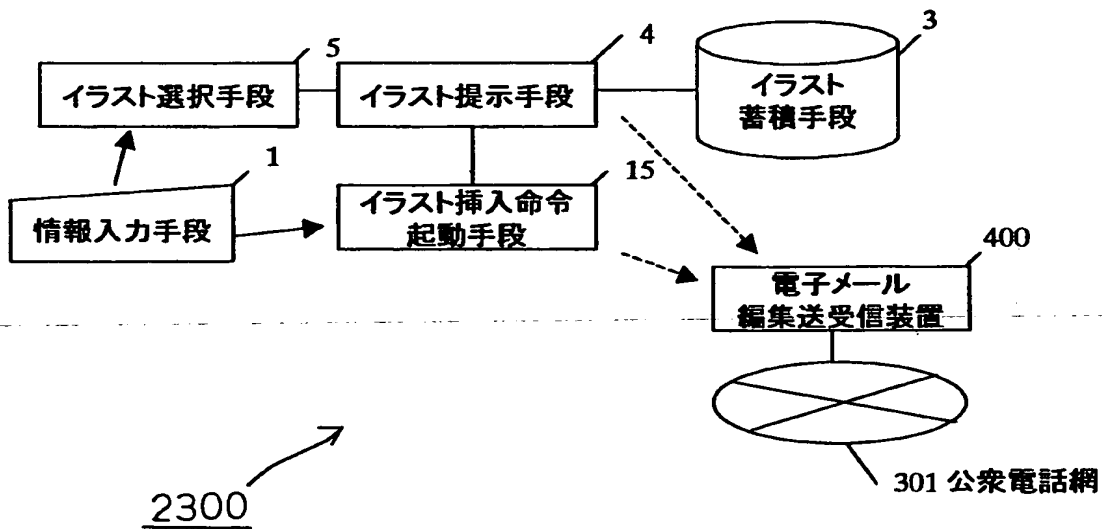 5
イラスト選択手段
4
イラスト提示手段
3
イラスト
蓄積手段
1
情報入力手段
15
イラスト挿入命令
起動手段
400
電子メール
編集送受信装置
301 公衆電話網
2300